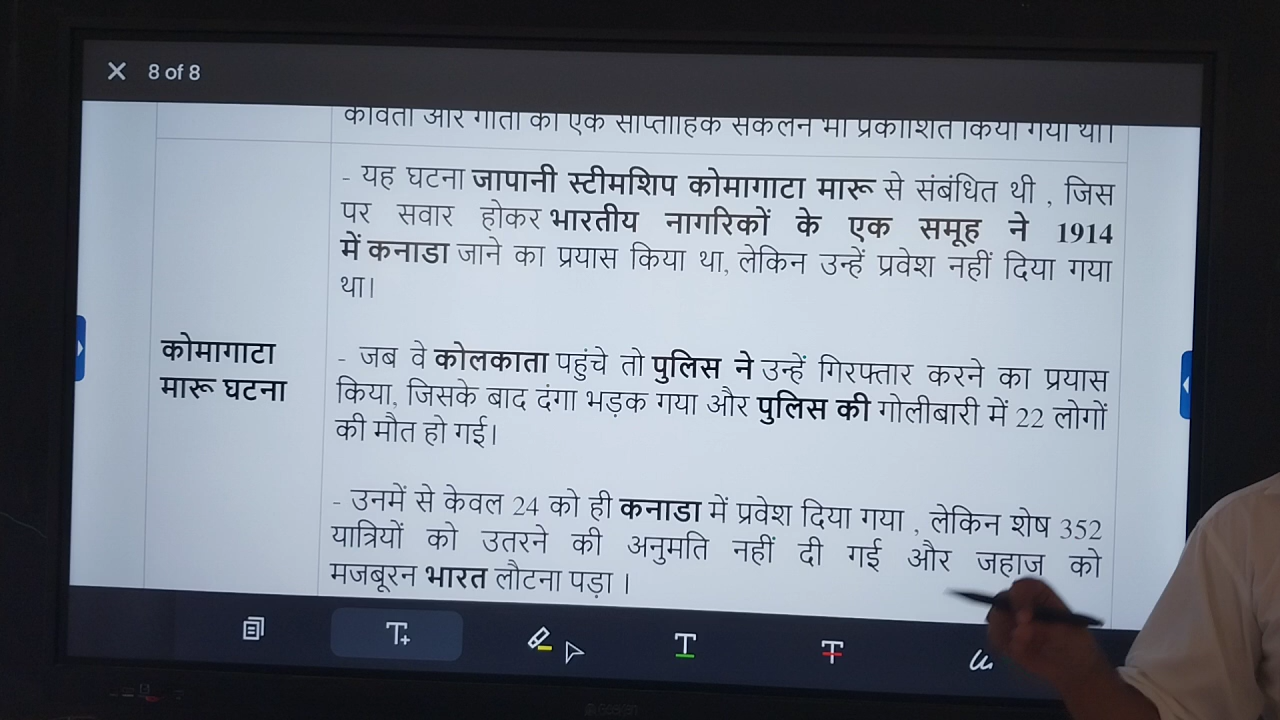 8 of 8
कविता और गीतों का एक साप्ताहिक संकलन भी प्रकाशित किया गया था।
- यह घटना जापानी स्टीमशिप कोमागाटा मारू से संबंधित थी , जिस
पर सवार होकर भारतीय नागरिकों के एक समूह ने 1914
में कनाडा जाने का प्रयास किया था, लेकिन उन्हें प्रवेश नहीं दिया गया
था।
कोमागाटा
मारू घटना
- जब वे कोलकाता पहुंचे तो पुलिस ने उन्हें गिरफ्तार करने का प्रयास
किया, जिसके बाद दंगा भड़क गया और पुलिस की गोलीबारी में 22 लोगों
की मौत हो गई।
- उनमें से केवल 24 को ही कनाडा में प्रवेश दिया गया , लेकिन शेष 352
यात्रियों को उतरने की अनुमति नहीं दी गई और जहाज को
मजबूरन भारत लौटना पड़ा ।